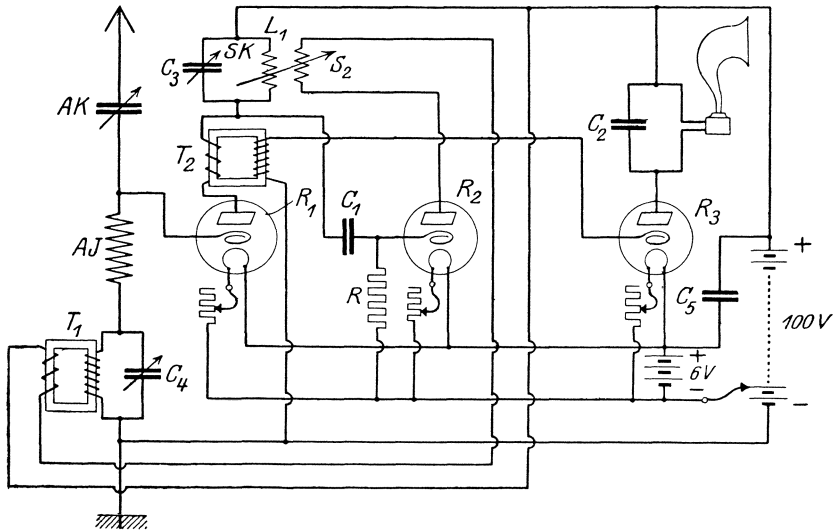 L₁
SK
C₃
S₂
AK
C₂
T₂
R₁
C₁
R₂
R₃
AJ
R
C₅
+
T₁
C₄
100V
+
6V
−
−